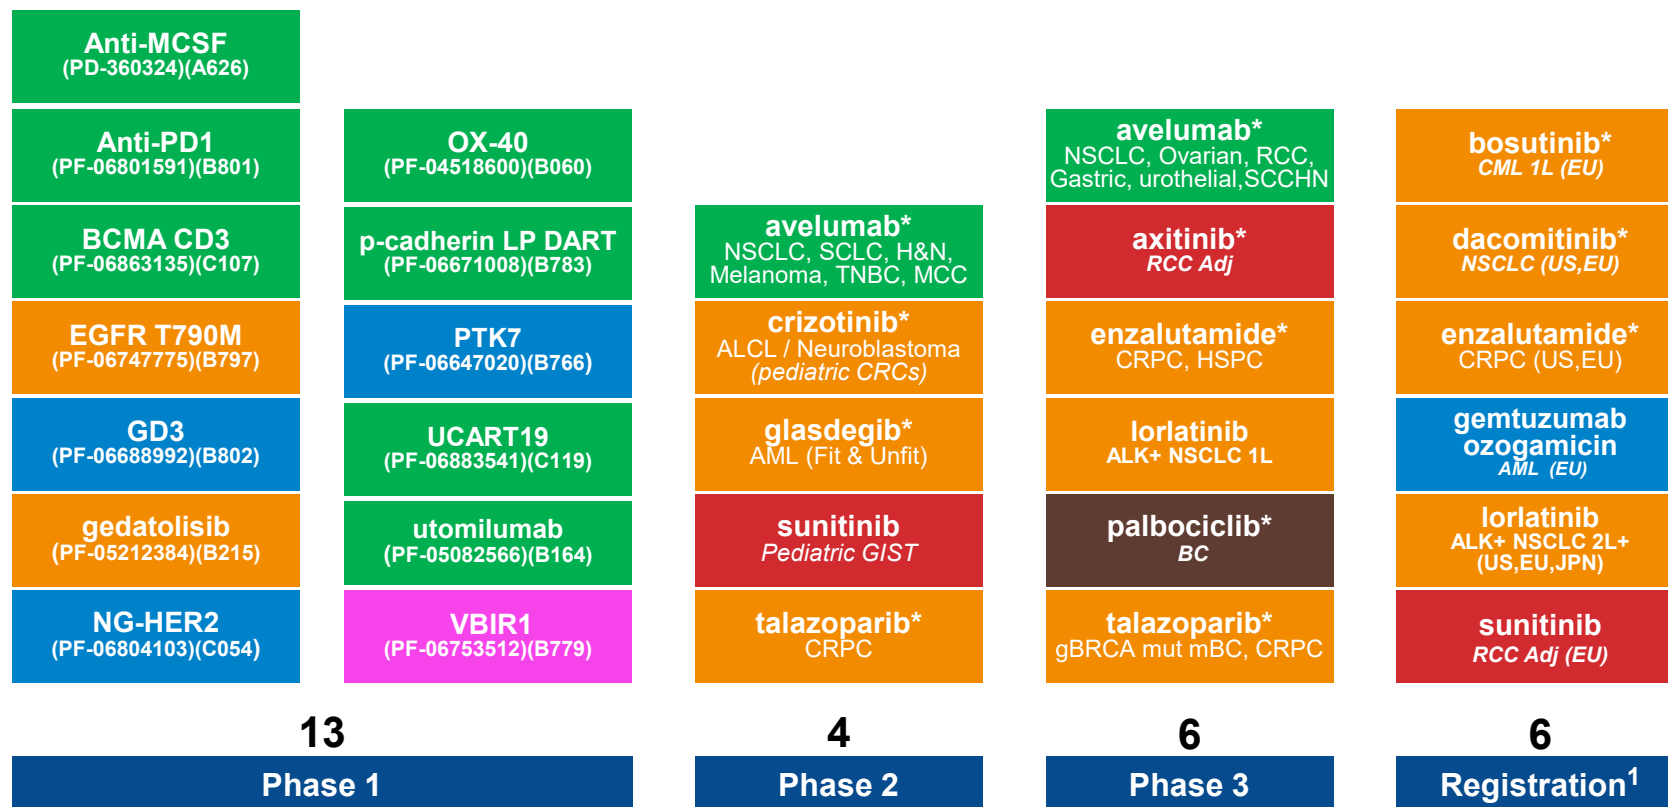 Anti-MCSF
(PD-360324)(A626)
Anti-PD1
(PF-06801591)(B801)
BCMA CD3
(PF-06863135)(C107)
EGFR T790M
(PF-06747775)(B797)
GD3
(PF-06688992)(B802)
gedatolisib
(PF-05212384)(B215)
NG-HER2
(PF-06804103)(C054)
OX-40
(PF-04518600)(B060)
p-cadherin LP DART
(PF-06671008)(B783)
PTK7
(PF-06647020)(B766)
UCART19
(PF-06883541)(C119)
utomilumab
(PF-05082566)(B164)
VBIR1
(PF-06753512)(B779)
13
Phase 1
avelumab*
NSCLC, SCLC, H&N,
Melanoma, TNBC, MCC
crizotinib*
ALCL / Neuroblastoma
(pediatric CRCs)
glasdegib*
AML (Fit & Unfit)
sunitinib
Pediatric GIST
talazoparib*
CRPC
4
Phase 2
avelumab*
NSCLC, Ovarian, RCC,
Gastric, urothelial,SCCHN
axitinib*
RCC Adj
enzalutamide*
CRPC, HSPC
lorlatinib
ALK+ NSCLC 1L
palbociclib*
BC
talazoparib*
gBRCA mut mBC, CRPC
6
Phase 3
bosutinib*
CML 1L (EU)
dacomitinib*
NSCLC (US,EU)
enzalutamide*
CRPC (US,EU)
gemtuzumab
ozogamicin
AML (EU)
lorlatinib
ALK+ NSCLC 2L+
(US,EU,JPN)
sunitinib
RCC Adj (EU)
6
Registration¹